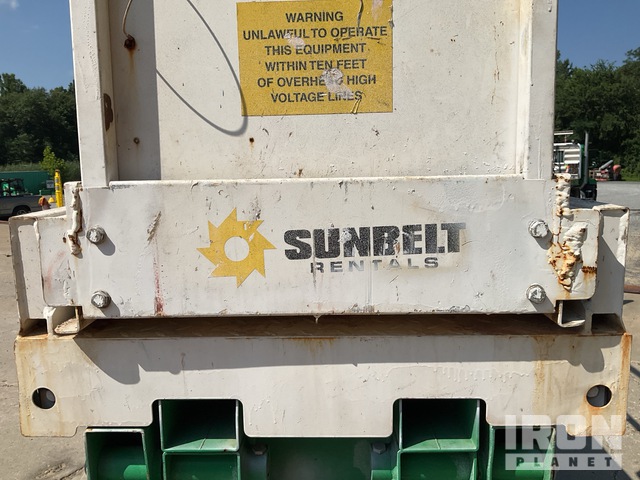 WARNING
UNLAWFUL TO OPERATE
THIS EQUIPMENT
WITHIN TEN FEET
OF OVERHEAD HIGH
VOLTAGE LINES
SUNBELT
RENTALS
IRON
PLANET